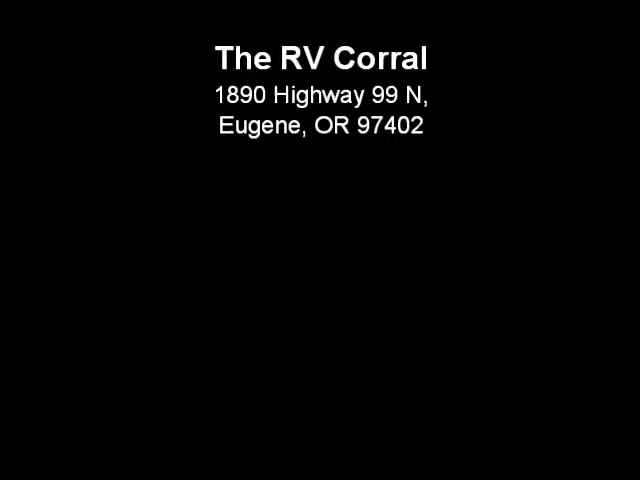 The RV Corral
1890 Highway 99 N,
Eugene, OR 97402